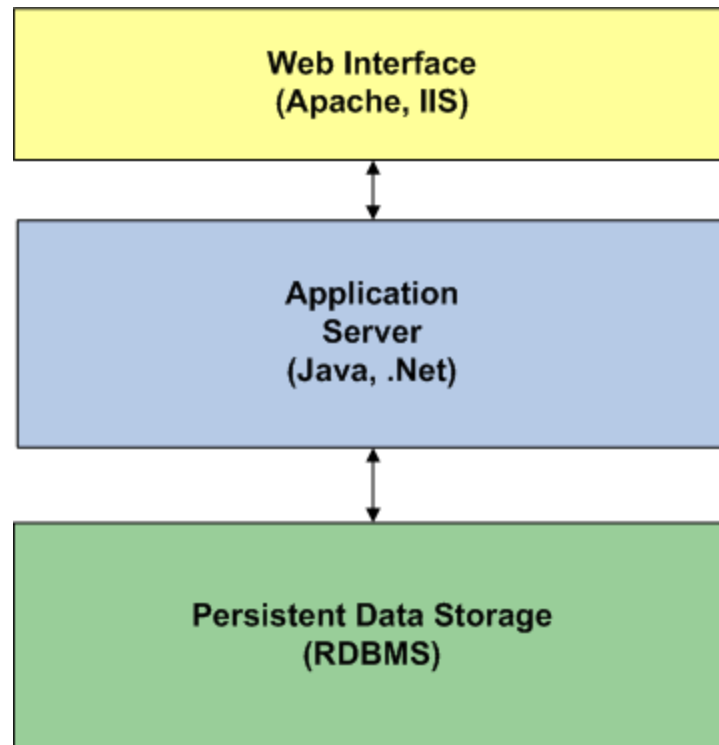 Web Interface
(Apache, IIS)
Application
Server
(Java, .Net)
Persistent Data Storage
(RDBMS)